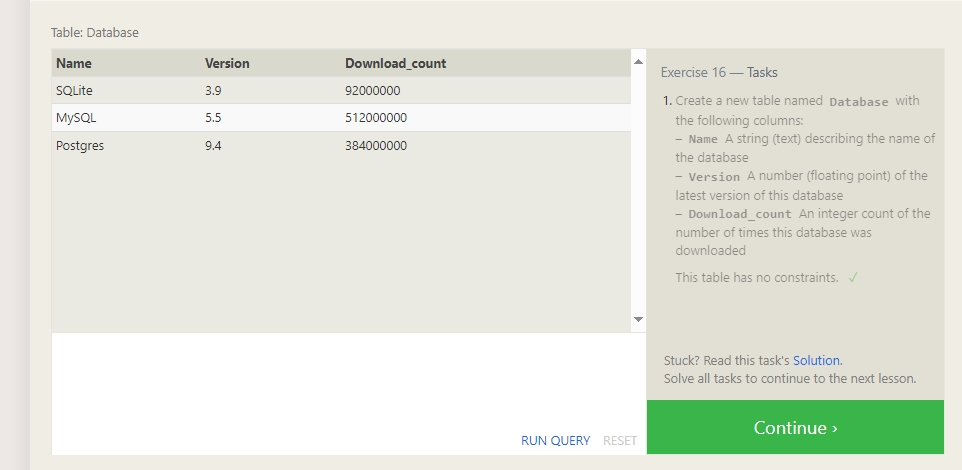 Table: Database
Name Version Download_count
SQLite 3.9 92000000
MySQL 5.5 512000000
Postgres 9.4 384000000
RUN QUERY RESET
Exercise 16 — Tasks
1. Create a new table named Database with
the following columns:
– Name A string (text) describing the name of
the database
– Version A number (floating point) of the
latest version of this database
– Download_count An integer count of the
number of times this database was
downloaded
This table has no constraints. ✓
Stuck? Read this task's Solution.
Solve all tasks to continue to the next lesson.
Continue ›